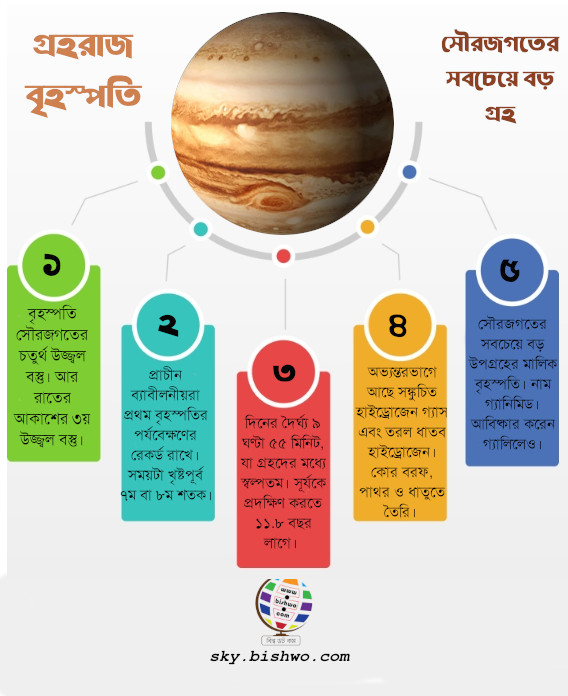 গ্রহরাজ
বৃহস্পতি
সৌরজগতের
সবচেয়ে বড়
গ্রহ
১
বৃহস্পতি
সৌরজগতের
চতুর্থ উজ্জ্বল
বস্তু। আর
রাতের
আকাশের ৩য়
উজ্জ্বল বস্তু।
২
প্রাচীন
ব্যাবীলনীয়রা
প্রথম বৃহস্পতির
পর্যবেক্ষণের
রেকর্ড রাখে।
সময়টা খৃষ্টপূর্ব
৭ম বা ৮ম শতক।
৩
দিনের দৈর্ঘ্য ৯
ঘণ্টা ৫৫ মিনিট,
যা গ্রহদের মধ্যে
স্বল্পতম। সূর্যকে
প্রদক্ষিণ করতে
১১.৮ বছর
লাগে।
৪
অভ্যন্তরভাগে
আছে সঙ্কুচিত
হাইড্রোজেন গ্যাস
এবং তরল ধাতব
হাইড্রোজেন।
কোর বরফ,
পাথর ও ধাতুতে
তৈরি।
৫
সৌরজগতের
সবচেয়ে বড়
উপগ্রহের মালিক
বৃহস্পতি। নাম
গ্যানিমিড।
আবিষ্কার করেন
গ্যালিলেও।
www
bishwo
com
sky.bishwo.com